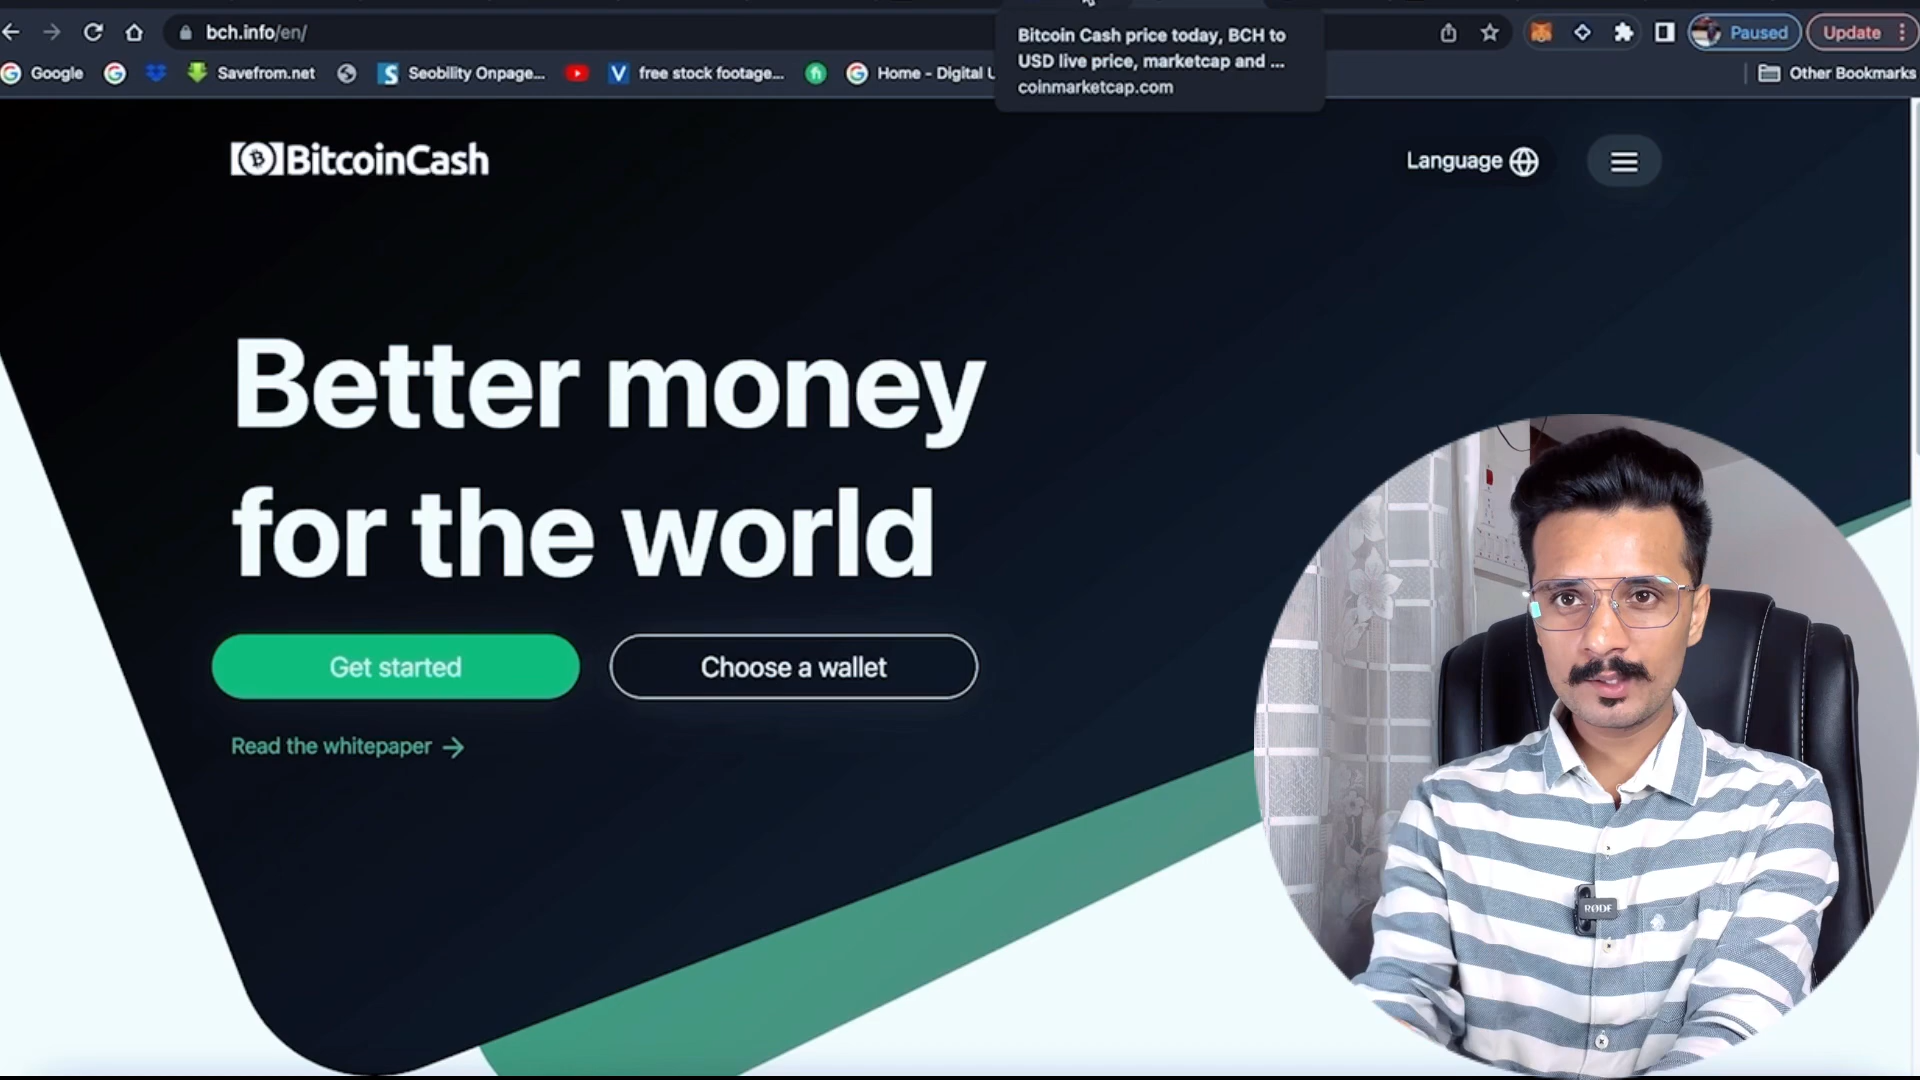 bch.info/en/
Paused
Update
Google
Savefrom.net
Seobility Onpage...
free stock footage...
Home - Digital U
Other Bookmarks
Bitcoin Cash price today, BCH to
USD live price, marketcap and ...
coinmarketcap.com
BitcoinCash
Language
Better money
for the world
Get started
Choose a wallet
Read the whitepaper →
RØDE